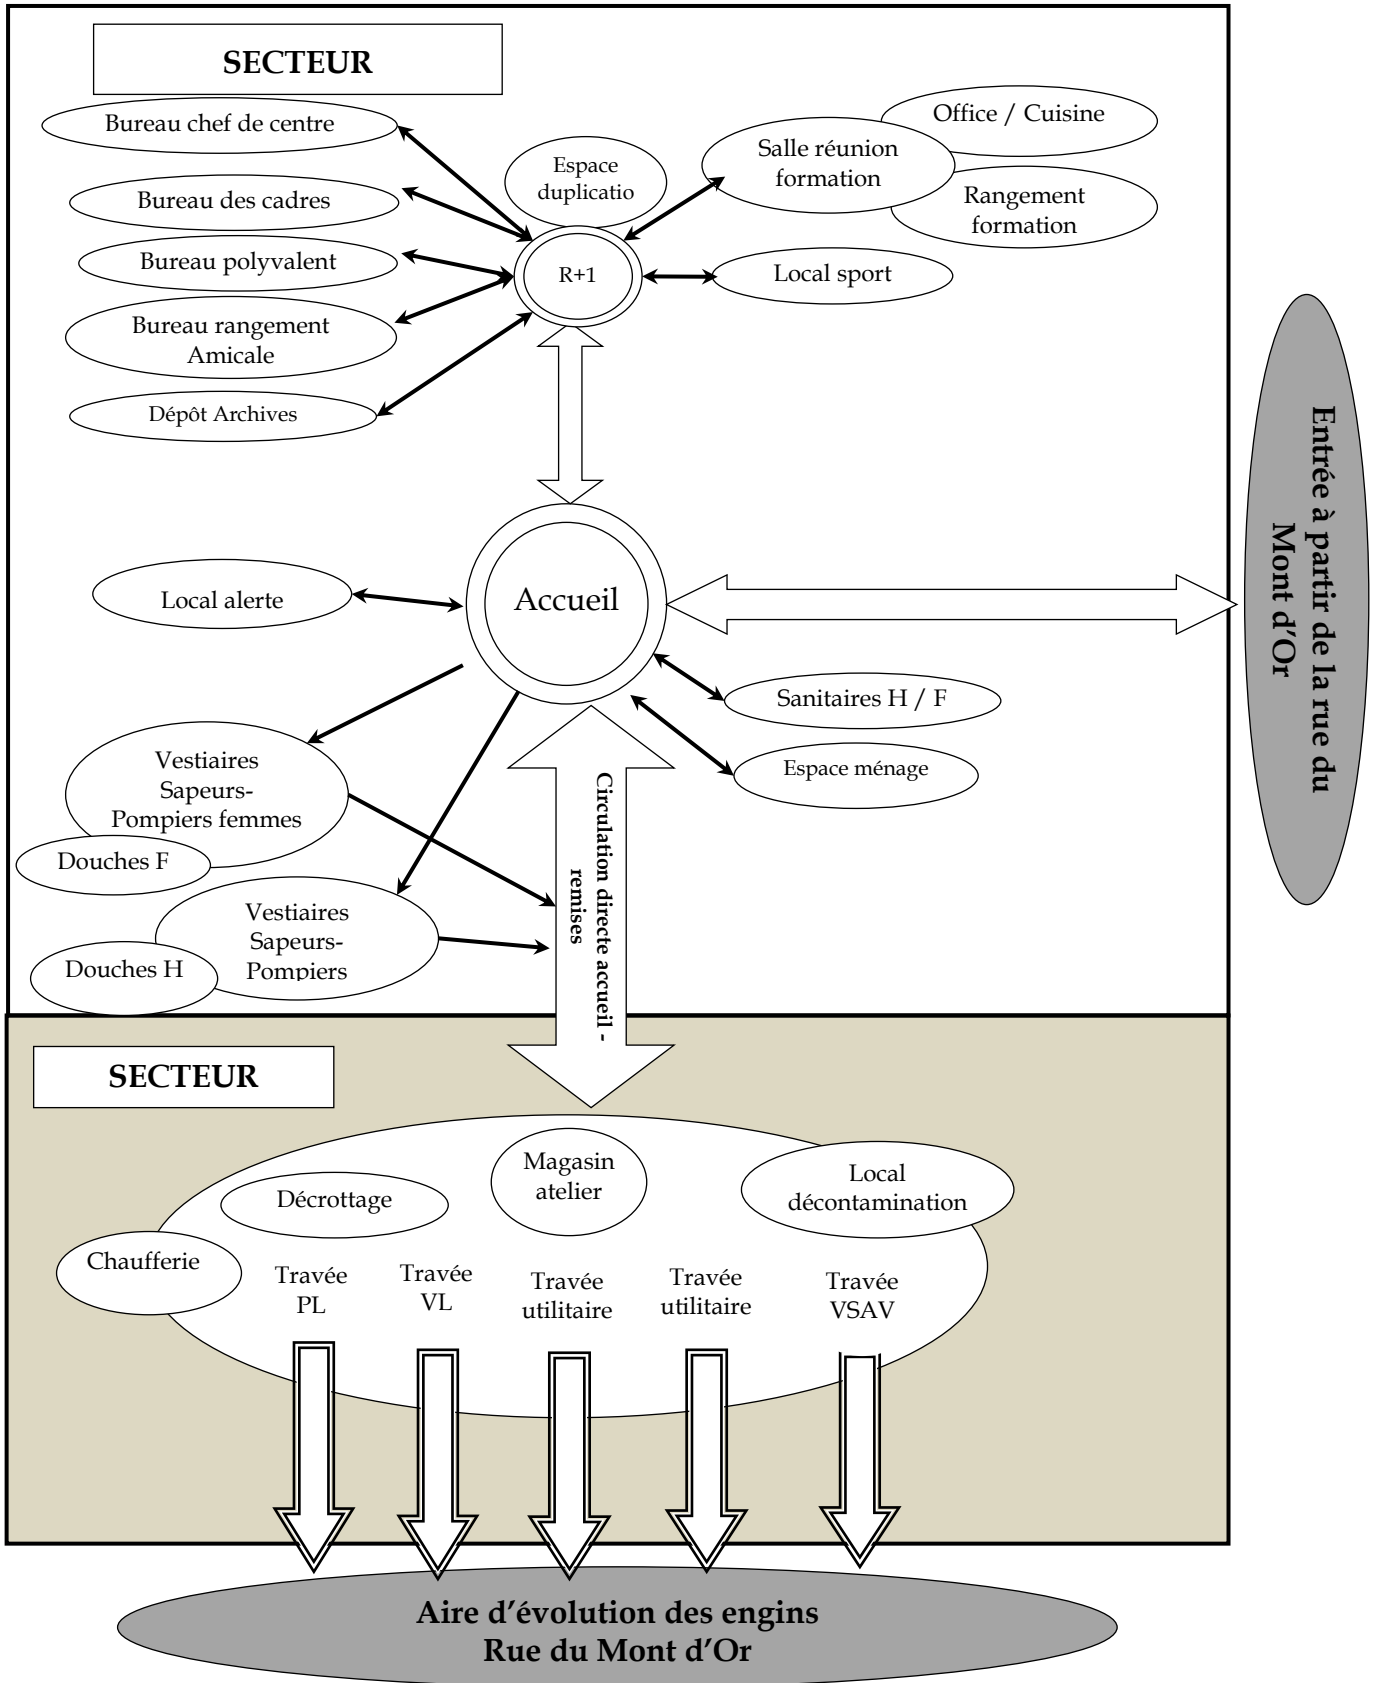 SECTEUR
Bureau chef de centre
Bureau des cadres
Bureau polyvalent
Bureau rangement
Amicale
Dépôt Archives
Espace
duplicatio
R+1
Office / Cuisine
Salle réunion
formation
Rangement
formation
Local sport
Entrée à partir de la rue du
Mont d’Or
Accueil
Local alerte
Sanitaires H / F
Espace ménage
Vestiaires
Sapeurs-
Pompiers femmes
Douches F
Vestiaires
Sapeurs-
Pompiers
Douches H
Circulation directe accueil -
remises
SECTEUR
Magasin
atelier
Local
décontamination
Décrottage
Chaufferie
Travée
PL
Travée
VL
Travée
utilitaire
Travée
utilitaire
Travée
VSAV
Aire d’évolution des engins
Rue du Mont d’Or